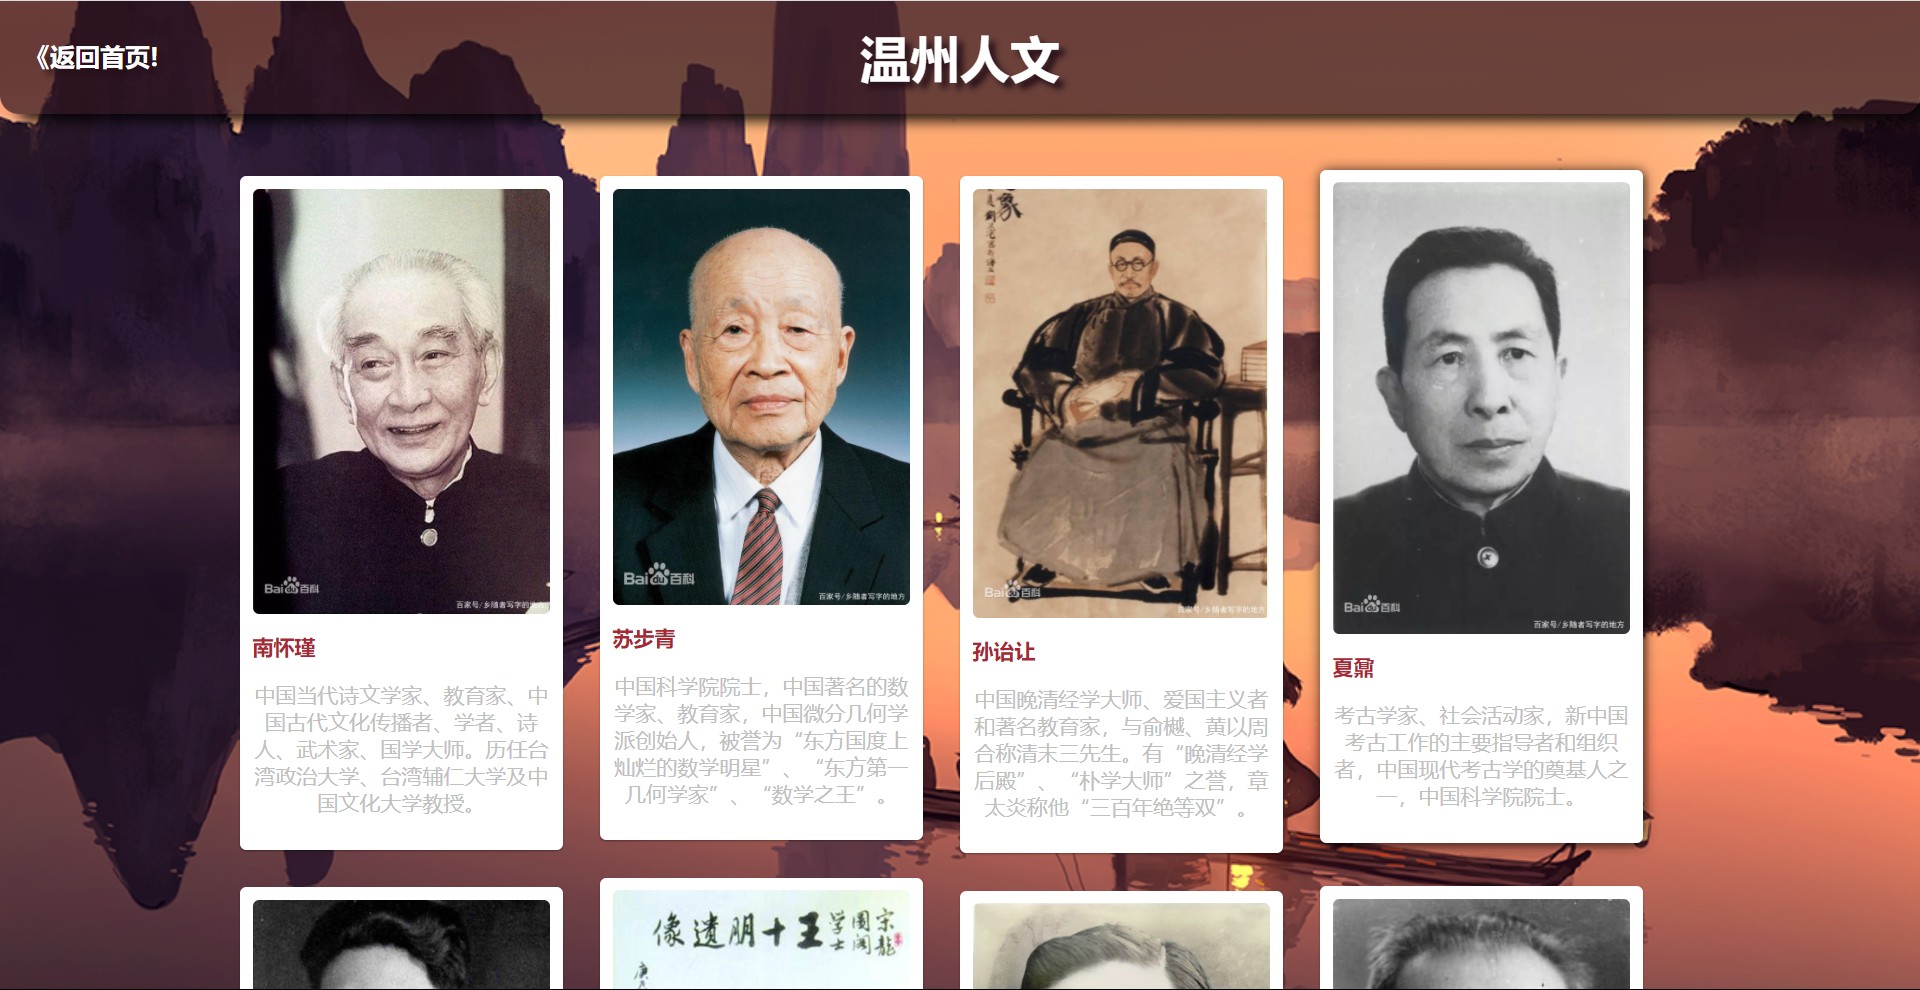 《返回首页!
温州人文
Bai du 百科
百家号/乡随者写字的地方
南怀瑾
中国当代诗文学家、教育家、中
国古代文化传播者、学者、诗
人、武术家、国学大师。历任台
湾政治大学、台湾辅仁大学及中
国文化大学教授。
Bai du 百科
百家号/乡随者写字的地方
苏步青
中国科学院院士，中国著名的数
学家、教育家，中国微分几何学
派创始人，被誉为“东方国度上
灿烂的数学明星”、“东方第一
几何学家”、“数学之王”。
Bai du 百科
百家号/乡随者写字的地方
孙诒让
中国晚清经学大师、爱国主义者
和著名教育家，与俞樾、黄以周
合称清末三先生。有“晚清经学
后殿”、“朴学大师”之誉，章
太炎称他“三百年绝等双”。
Bai du 百科
百家号/乡随者写字的地方
夏鼐
考古学家、社会活动家，新中国
考古工作的主要指导者和组织
者，中国现代考古学的奠基人之
一，中国科学院院士。
宗龍
圖閣
学士
王十朋遺像